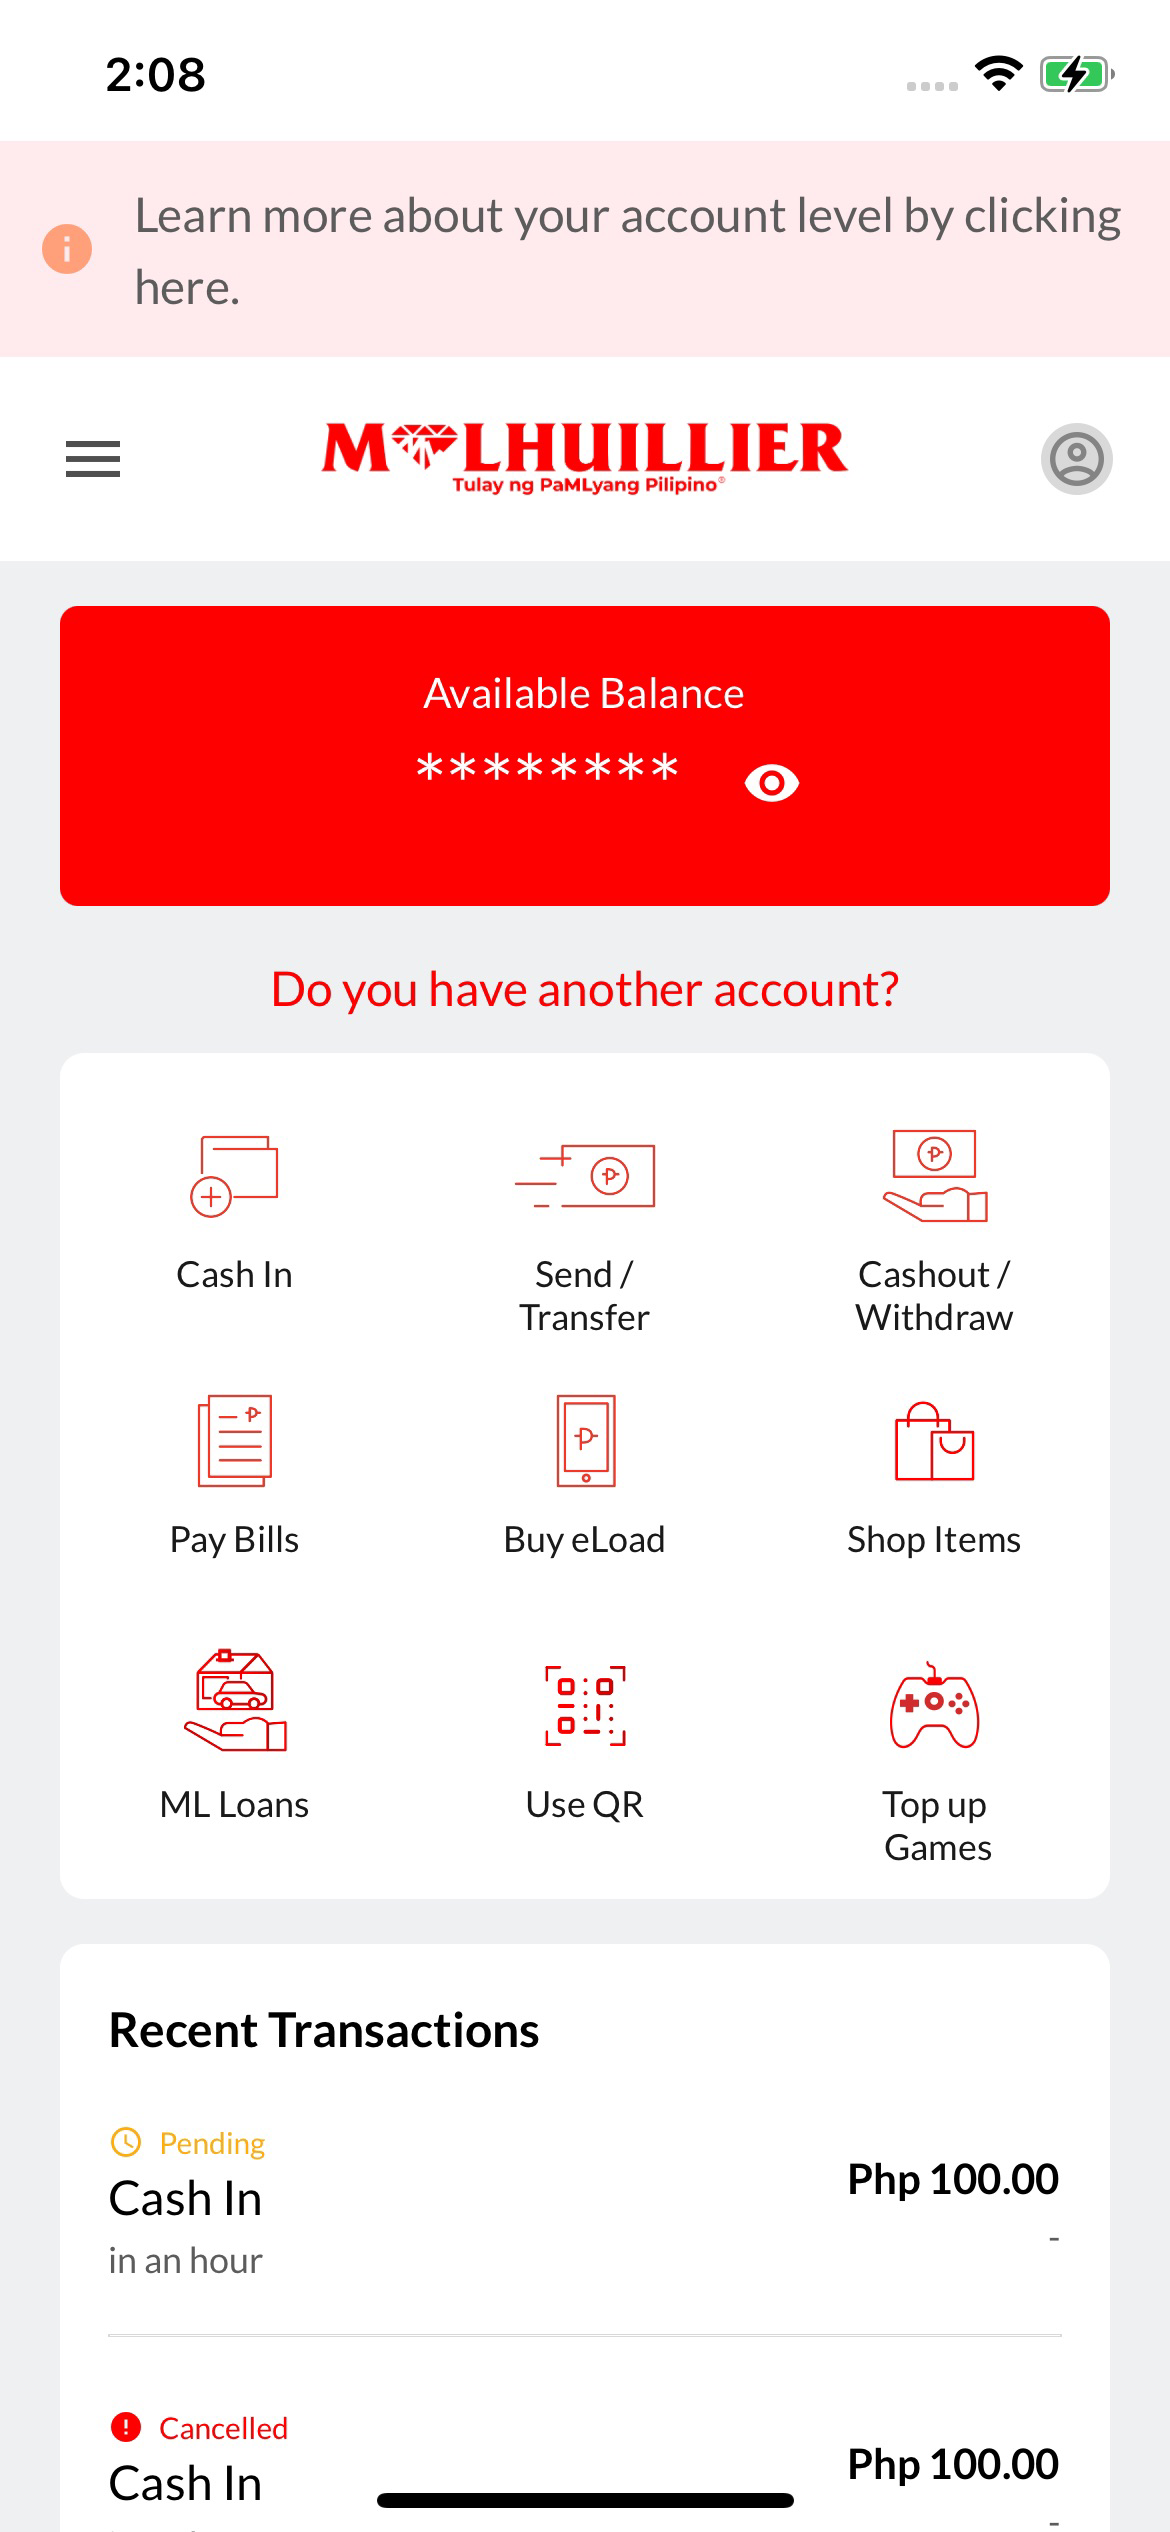 2:08
Learn more about your account level by clicking
here.
M LHUILLIER
Tulay ng PaMLyang Pilipino®
Available Balance
********
Do you have another account?
Cash In
Send /
Transfer
Cashout /
Withdraw
Pay Bills
Buy eLoad
Shop Items
ML Loans
Use QR
Top up
Games
Recent Transactions
Pending
Cash In
Php 100.00
-
in an hour
Cancelled
Cash In
Php 100.00
-